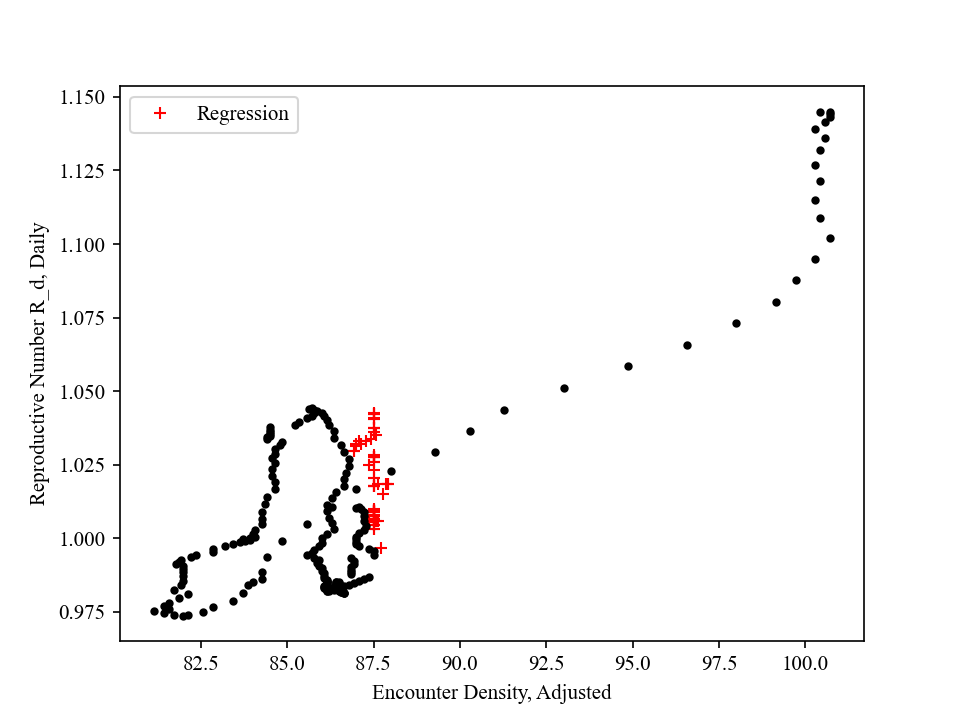 Regression
1.150
1.125
1.100
1.075
1.050
1.025
1.000
0.975
Reproductive Number R_d, Daily
82.5 85.0 87.5 90.0 92.5 95.0 97.5 100.0
Encounter Density, Adjusted